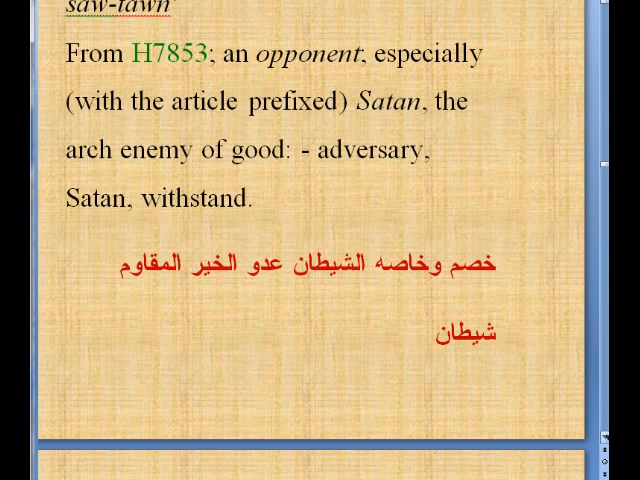 saw-tawn'
From H7853; an opponent; especially
(with the article prefixed) Satan, the
arch enemy of good: - adversary,
Satan, withstand.
خصم وخاصه الشيطان عدو الخير المقاوم
شيطان